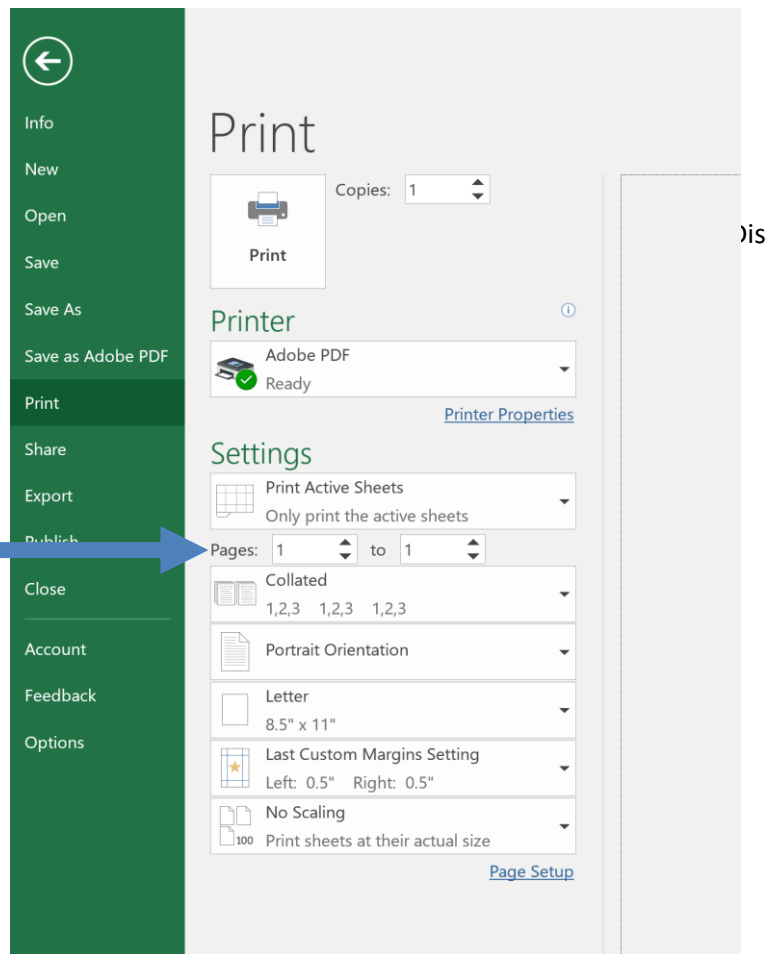 Info
New
Open
Save
Save As
Save as Adobe PDF
Print
Share
Export
Publish
Close
Account
Feedback
Options
Print
Copies: 1
Print
Printer
Adobe PDF
Ready
Printer Properties
Settings
Print Active Sheets
Only print the active sheets
Pages: 1 to 1
Collated
1,2,3 1,2,3 1,2,3
Portrait Orientation
Letter
8.5" x 11"
Last Custom Margins Setting
Left: 0.5" Right: 0.5"
No Scaling
100 Print sheets at their actual size
Page Setup